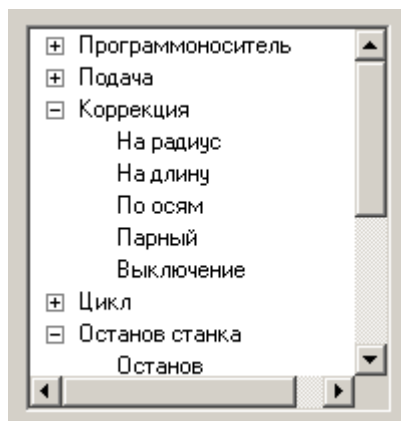 Программоноситель
Подача
Коррекция
На радиус
На длину
По осям
Парный
Выключение
Цикл
Останов станка
Останов